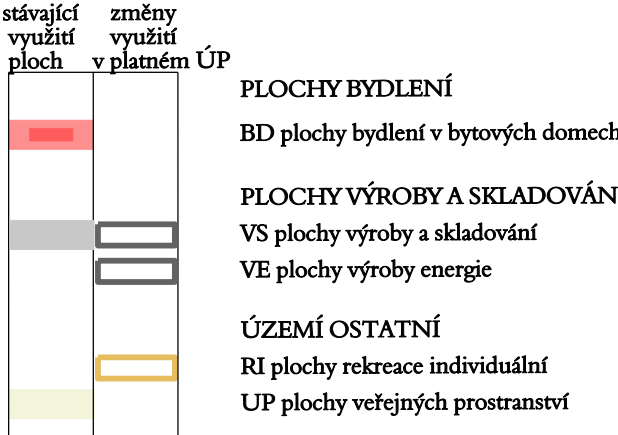 stávající
využití
ploch
změny
využití
v platném ÚP
PLOCHY BYDLENÍ
BD plochy bydlení v bytových domech
PLOCHY VÝROBY A SKLADOVÁN
VS plochy výroby a skladování
VE plochy výroby energie
ÚZEMÍ OSTATNÍ
RI plochy rekreace individuální
UP plochy veřejných prostranství